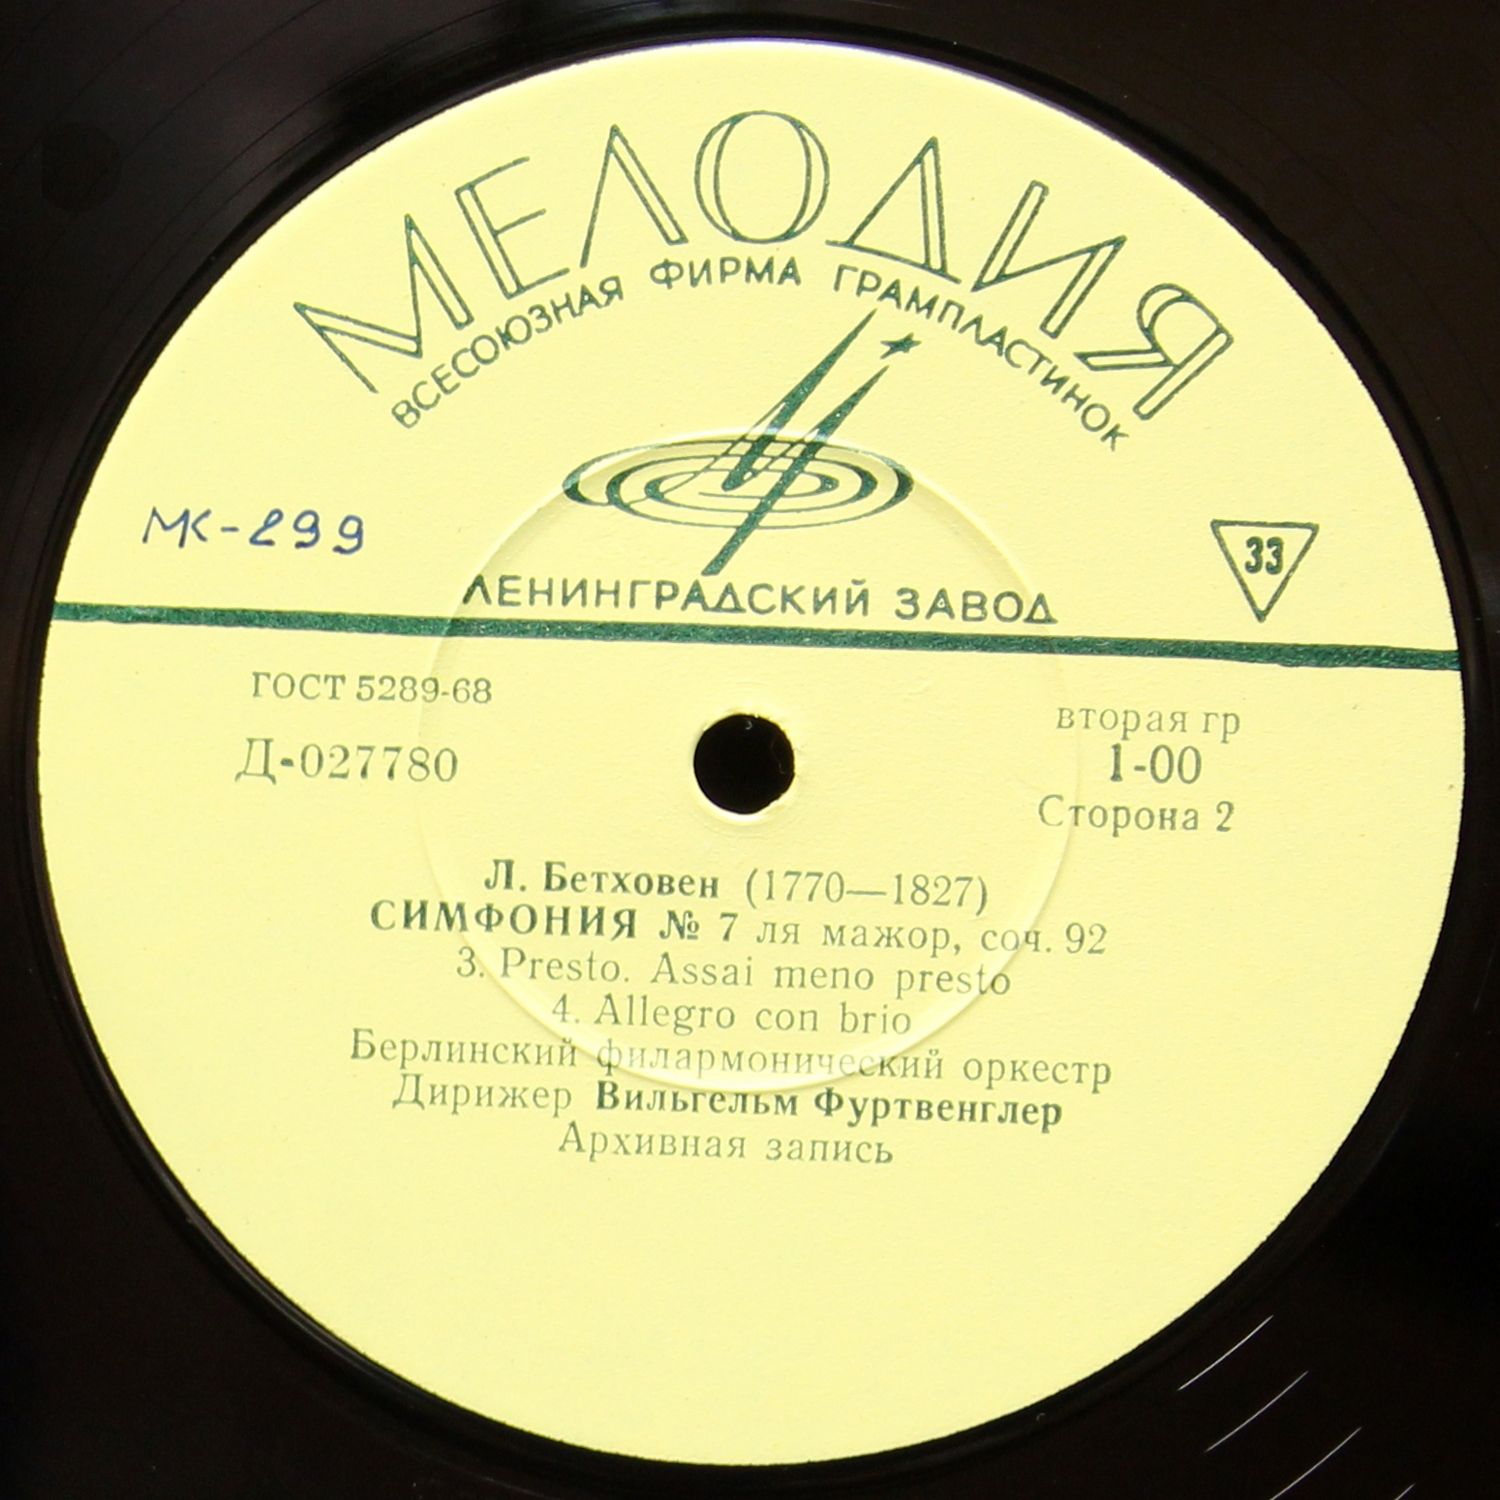 МЕЛОДИЯ
ВСЕСОЮЗНАЯ ФИРМА ГРАМПЛАСТИНОК
МК-299
33
ЛЕНИНГРАДСКИЙ ЗАВОД
ГОСТ 5289-68
Д-027780
вторая гр
1-00
Сторона 2
Л. Бетховен (1770—1827)
СИМФОНИЯ № 7 ля мажор, соч. 92
3. Presto. Assai meno presto
4. Allegro con brio
Берлинский филармонический оркестр
Дирижер Вильгельм Фуртвенглер
Архивная запись